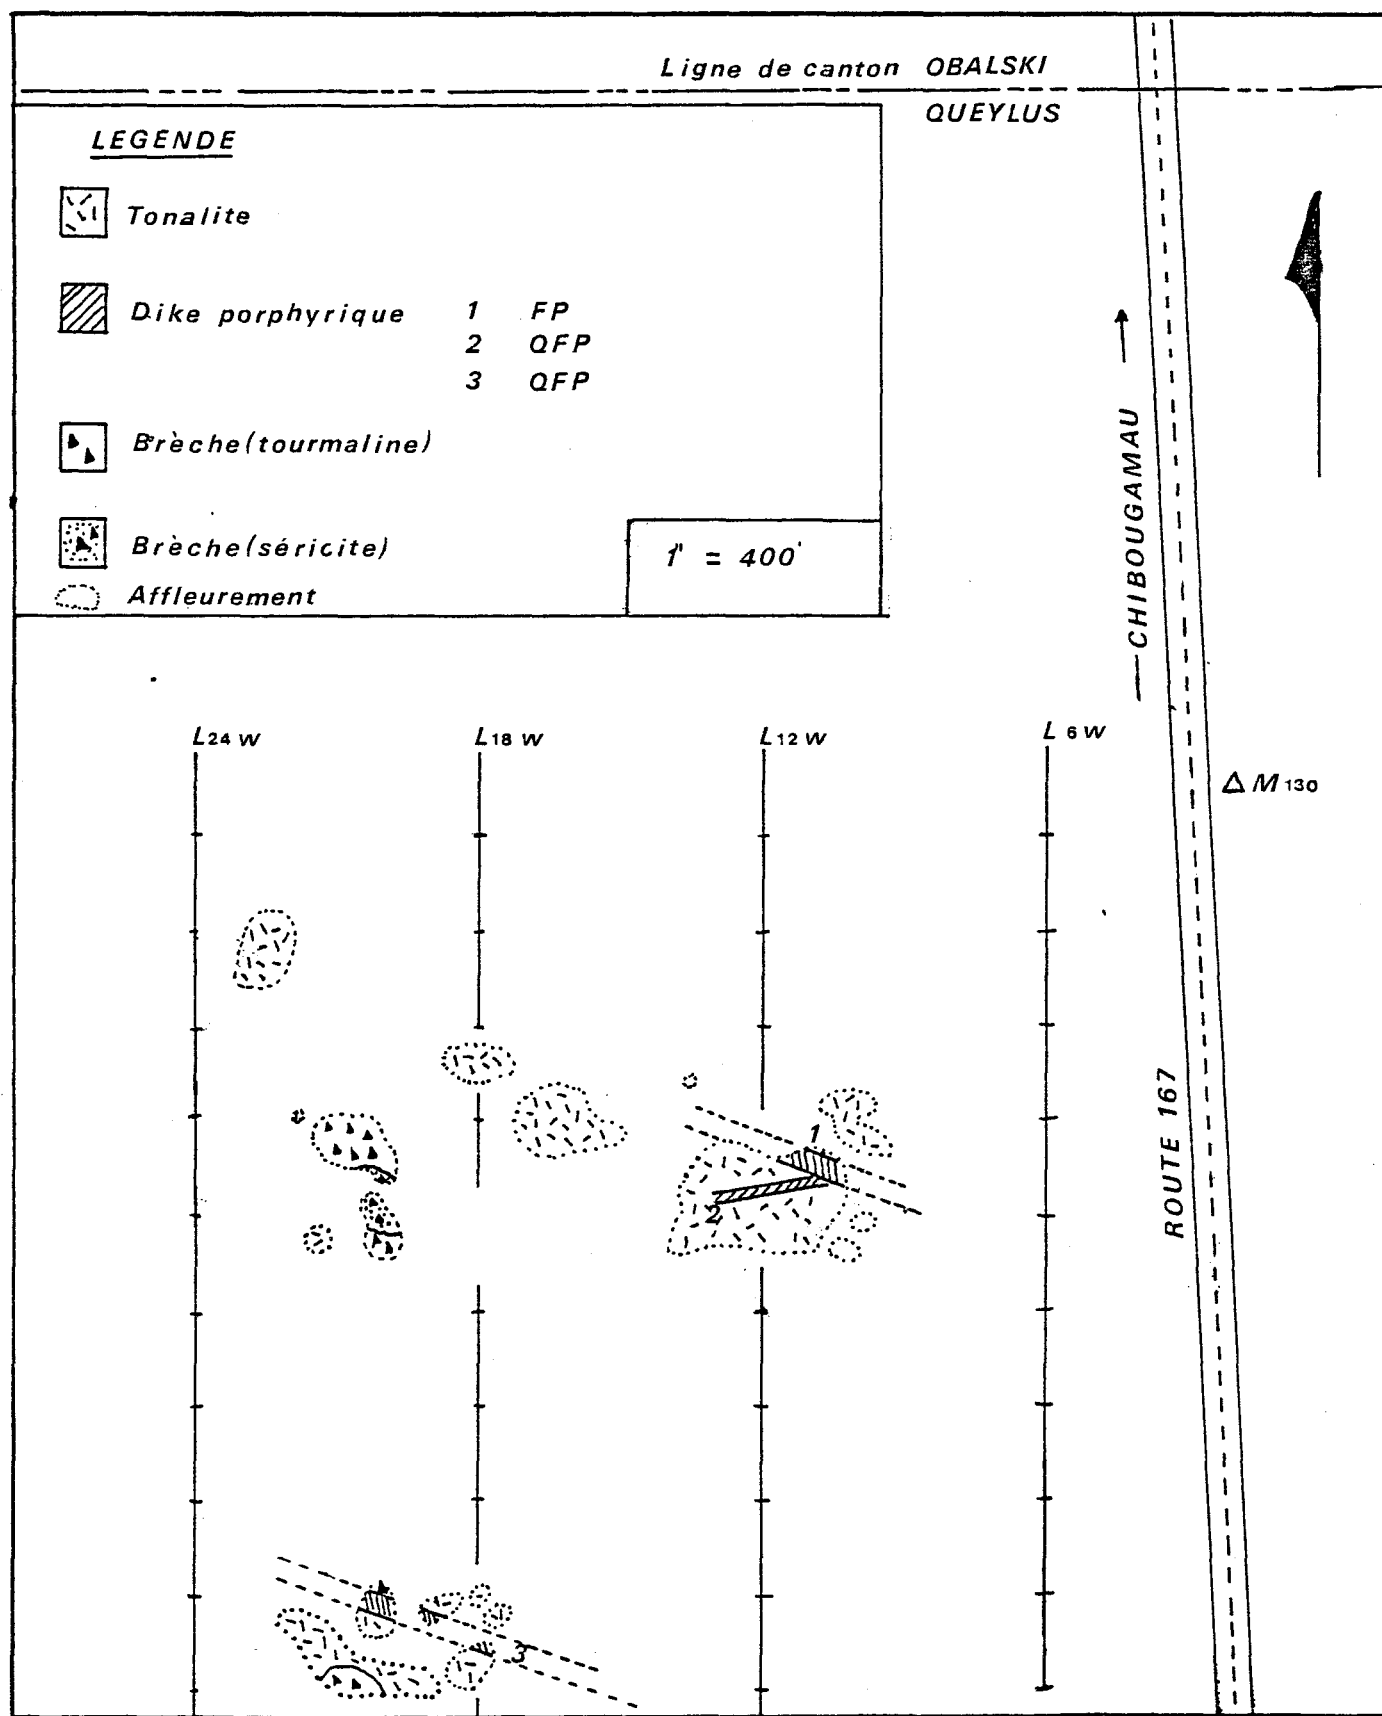 Ligne de canton OBALSKI
QUEYLUS
LEGENDE
Tonalite
Dike porphyrique 1 FP
2 QFP
3 QFP
Brèche (tourmaline)
Brèche (séricite)
Affleurement
1" = 400'
CHIBOUGAMAU
L24 W
L18 W
L12 W
L 6 W
M 130
ROUTE 167
1
2
3